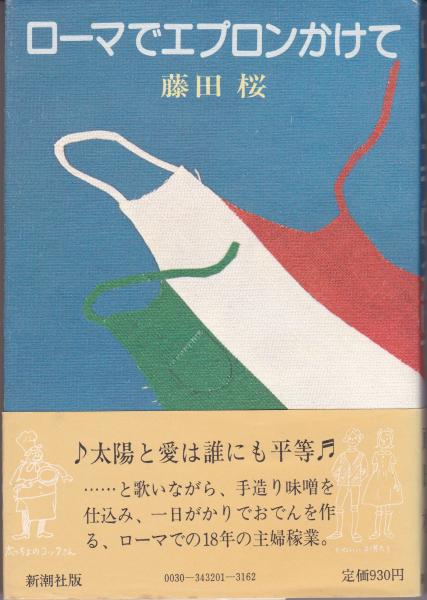 ローマでエプロンかけて
藤田 桜
♪太陽と愛は誰にも平等♬
……と歌いながら、手造り味噌を
仕込み、一日がかりでおでんを作
る、ローマでの18年の主婦稼業。
新潮社版
0030―343201―3162
定価930円